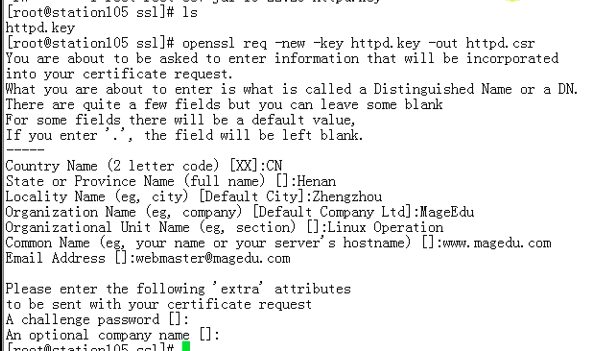 [root@station105 ssl]# ls
httpd.key
[root@station105 ssl]# openssl req -new -key httpd.key -out httpd.csr
You are about to be asked to enter information that will be incorporated
into your certificate request.
What you are about to enter is what is called a Distinguished Name or a DN.
There are quite a few fields but you can leave some blank
For some fields there will be a default value,
If you enter '.', the field will be left blank.
-----
Country Name (2 letter code) [XX]:CN
State or Province Name (full name) []:Henan
Locality Name (eg, city) [Default City]:Zhengzhou
Organization Name (eg, company) [Default Company Ltd]:MageEdu
Organizational Unit Name (eg, section) []:Linux Operation
Common Name (eg, your name or your server's hostname) []:www.magedu.com
Email Address []:webmaster@magedu.com

Please enter the following 'extra' attributes
to be sent with your certificate request
A challenge password []:
An optional company name []:
[root@station105 ssl]#